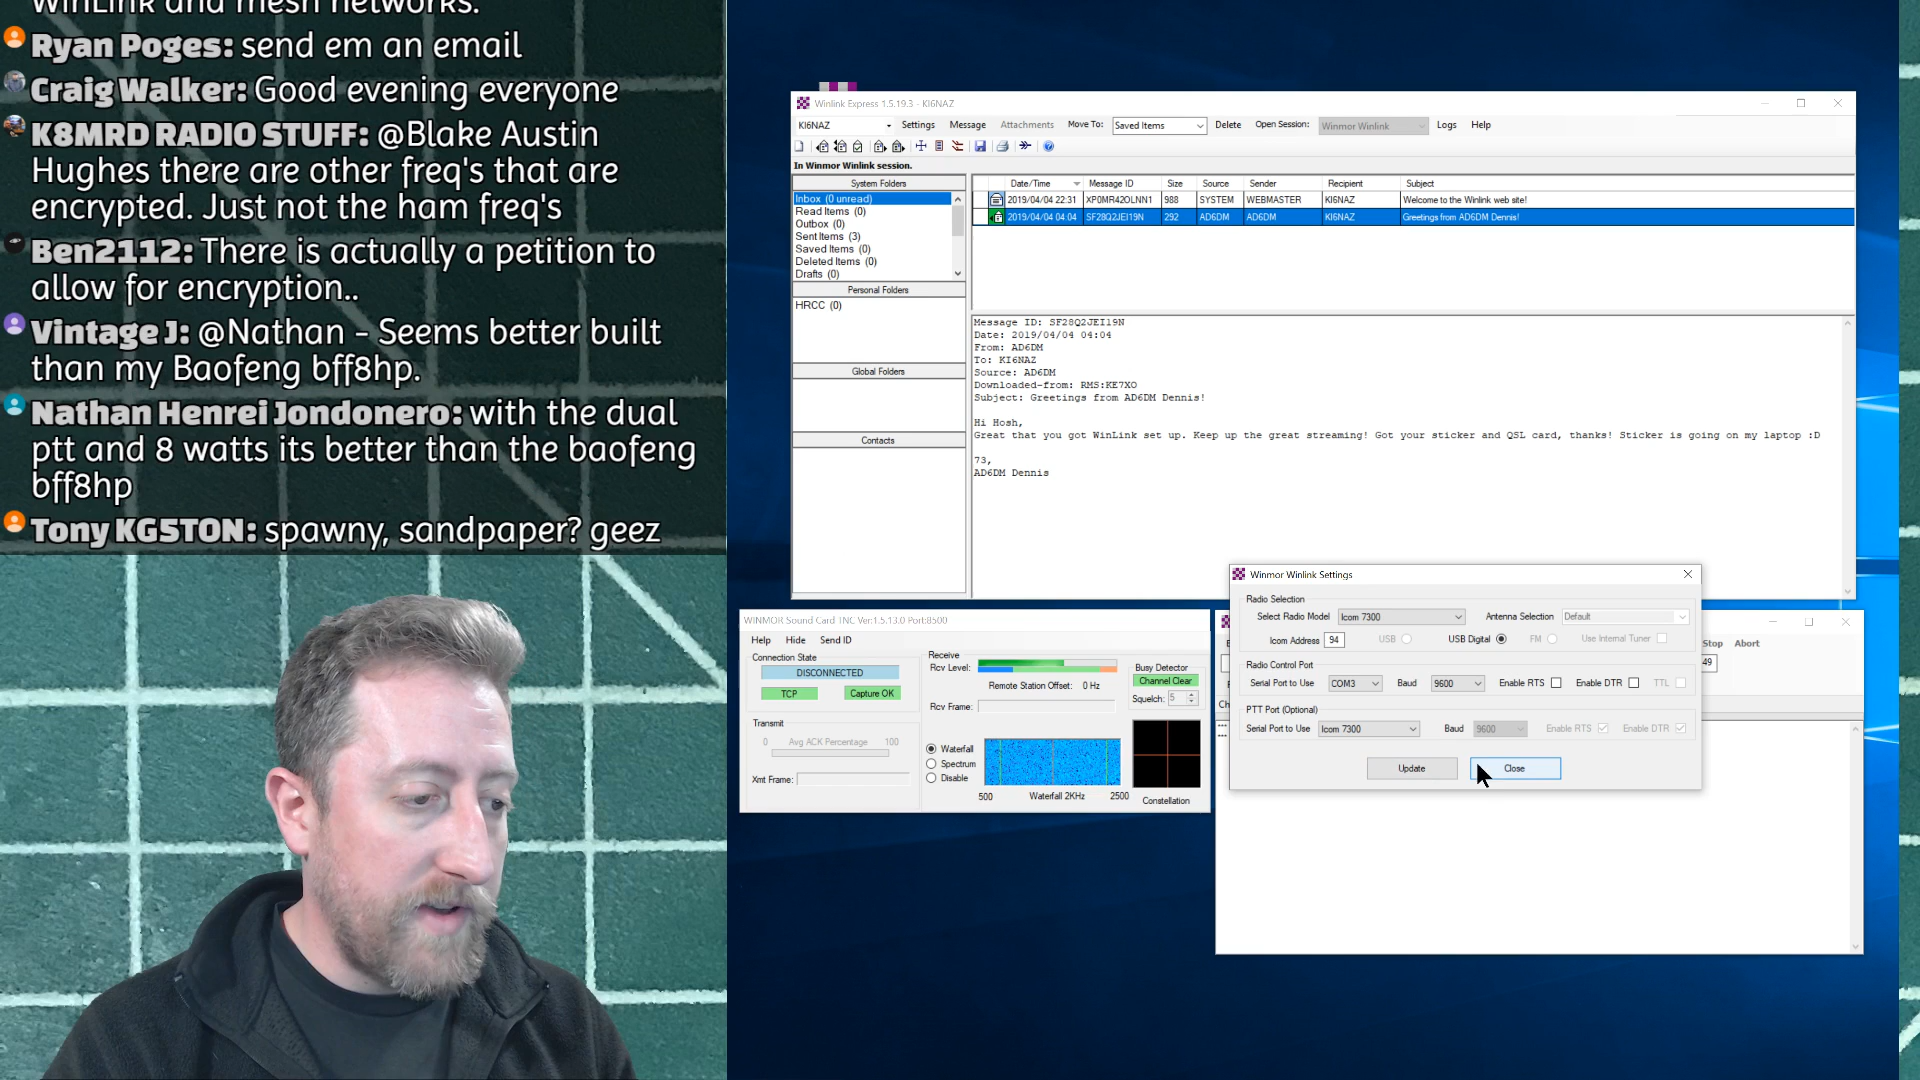 WinLink and mesh networks.
Ryan Poges: send em an email
Craig Walker: Good evening everyone
K8MRD RADIO STUFF: @Blake Austin
Hughes there are other freq's that are
encrypted. Just not the ham freq's
Ben2112: There is actually a petition to
allow for encryption..
Vintage J: @Nathan - Seems better built
than my Baofeng bff8hp.
Nathan Henrei Jondonero: with the dual
ptt and 8 watts its better than the baofeng
bff8hp
Tony KG5TON: spawny, sandpaper? geez
Winlink Express 1.5.19.3 - KI6NAZ
KI6NAZ Settings Message Attachments Move To: Saved Items Delete Open Session: Winmor Winlink Logs Help
In Winmor Winlink session.
System Folders
Inbox (0 unread)
Read Items (0)
Outbox (0)
Sent Items (3)
Saved Items (0)
Deleted Items (0)
Drafts (0)
Personal Folders
HRCC (0)
Global Folders
Contacts
Date/Time Message ID Size Source Sender Recipient Subject
2019/04/04 22:31 XP0MR42OLNN1 988 SYSTEM WEBMASTER KI6NAZ Welcome to the Winlink web site!
2019/04/04 04:04 SF28Q2JEI19N 292 AD6DM AD6DM KI6NAZ Greetings from AD6DM Dennis!
Message ID: SF28Q2JEI19N
Date: 2019/04/04 04:04
From: AD6DM
To: KI6NAZ
Source: AD6DM
Downloaded-from: RMS:KE7XO
Subject: Greetings from AD6DM Dennis!
Hi Hosh,
Great that you got WinLink set up. Keep up the great streaming! Got your sticker and QSL card, thanks! Sticker is going on my laptop :D
73,
AD6DM Dennis
WINMOR Sound Card TNC Ver:1.5.13.0 Port:8500
Help Hide Send ID
Connection State
DISCONNECTED
TCP Capture OK
Transmit
0 Avg ACK Percentage 100
Xmt Frame:
Receive
Rcv Level:
Remote Station Offset: 0 Hz
Rcv Frame:
Waterfall
Spectrum
Disable
500 Waterfall 2KHz 2500
Busy Detector
Channel Clear
Squelch: 5
Constellation
Winmor Winlink Settings
Radio Selection
Select Radio Model Icom 7300 Antenna Selection Default
Icom Address 94 USB USB Digital FM Use Internal Tuner
Radio Control Port
Serial Port to Use COM3 Baud 9600 Enable RTS Enable DTR TTL
PTT Port (Optional)
Serial Port to Use Icom 7300 Baud 9600 Enable RTS Enable DTR
Update Close
Stop Abort
49
Ch